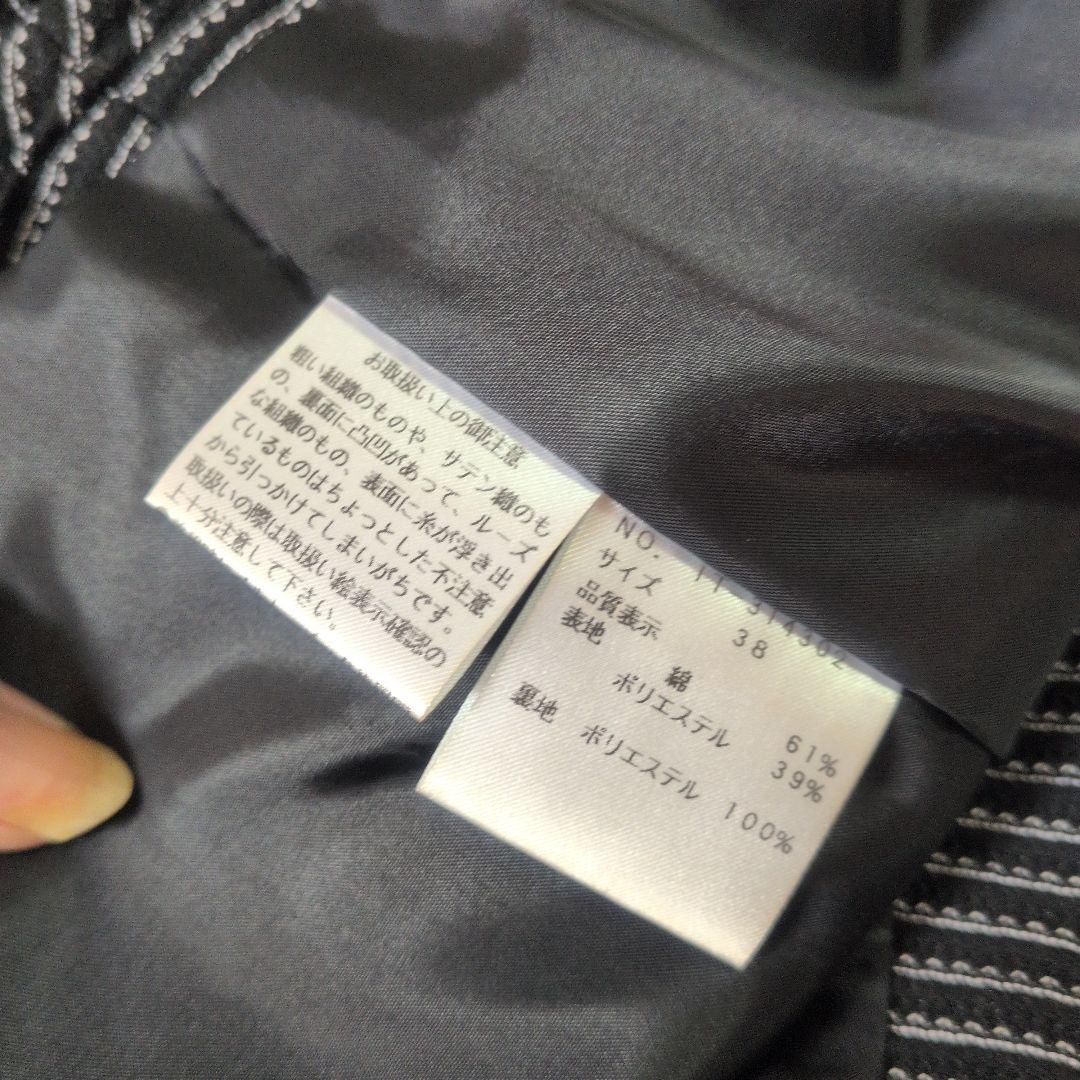 お取扱い上の御注意
粗い組織のものや、サテン織のも
の、裏面に凸凹があって、ルーズ
な組織のもの、表面に糸が浮き出
ているものはちょっとした不注意
から引っかけてしまいがちです。
取扱いの際は取扱い絵表示確認の
上十分注意して下さい。
NO. 11-314302
サイズ 38
品質表示
表地 綿 61%
ポリエステル 39%
裏地 ポリエステル 100%